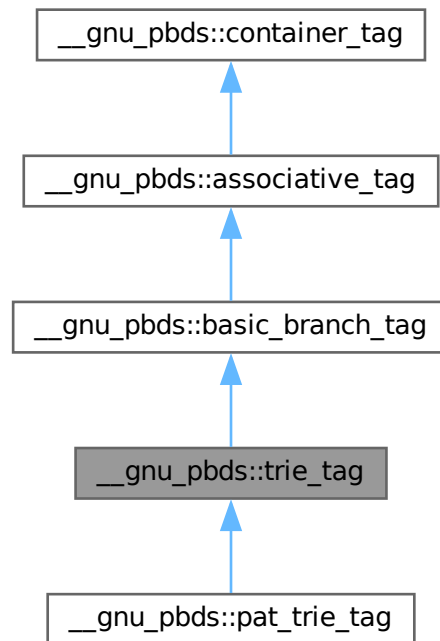 __gnu_pbds::container_tag
__gnu_pbds::associative_tag
__gnu_pbds::basic_branch_tag
__gnu_pbds::trie_tag
__gnu_pbds::pat_trie_tag